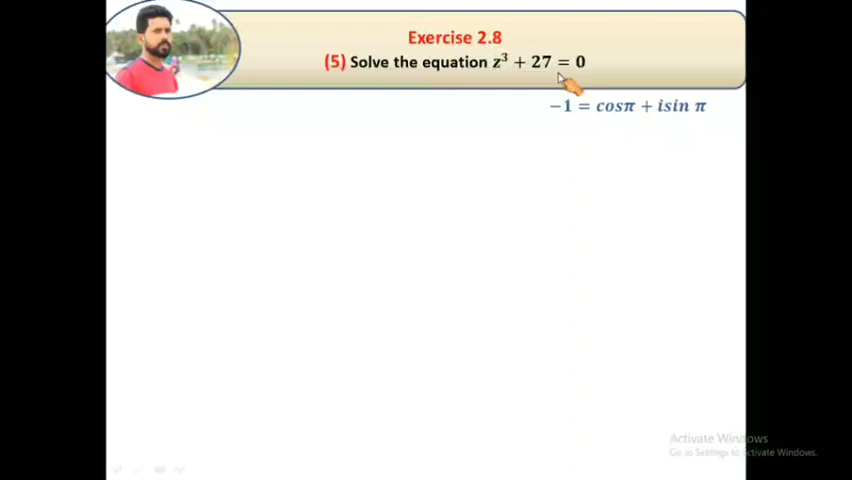 Exercise 2.8
(5) Solve the equation z³ + 27 = 0
−1 = cosπ + isin π
Activate Windows
Go to Settings to Activate Windows.